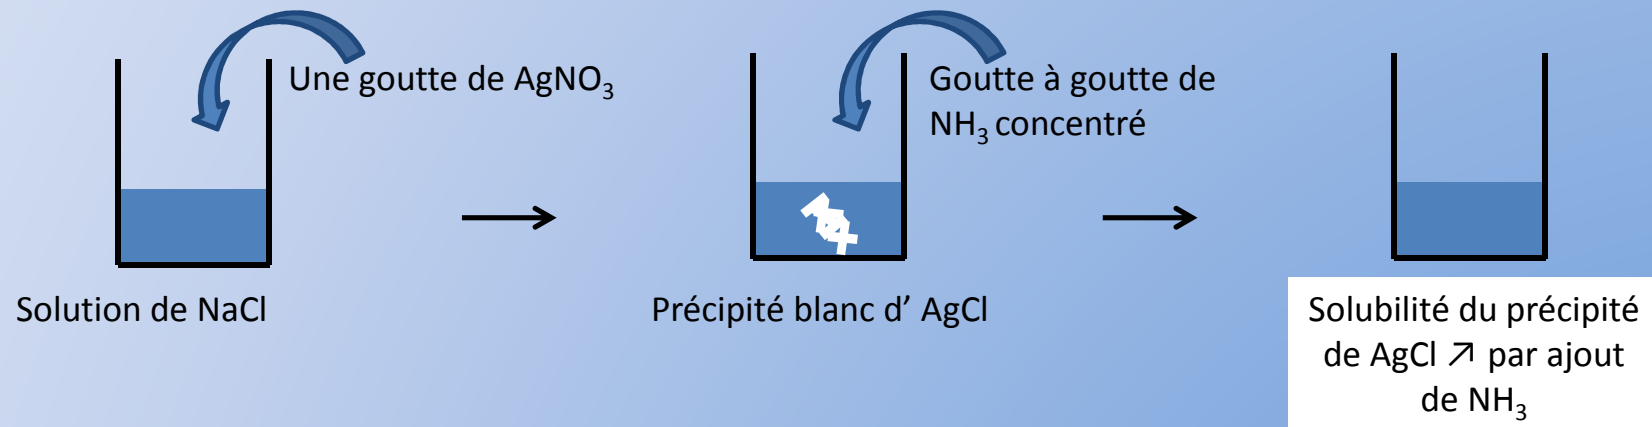 Une goutte de AgNO₃
Goutte à goutte de
NH₃ concentré
Solution de NaCl
Précipité blanc d’ AgCl
Solubilité du précipité
de AgCl ↗ par ajout
de NH₃